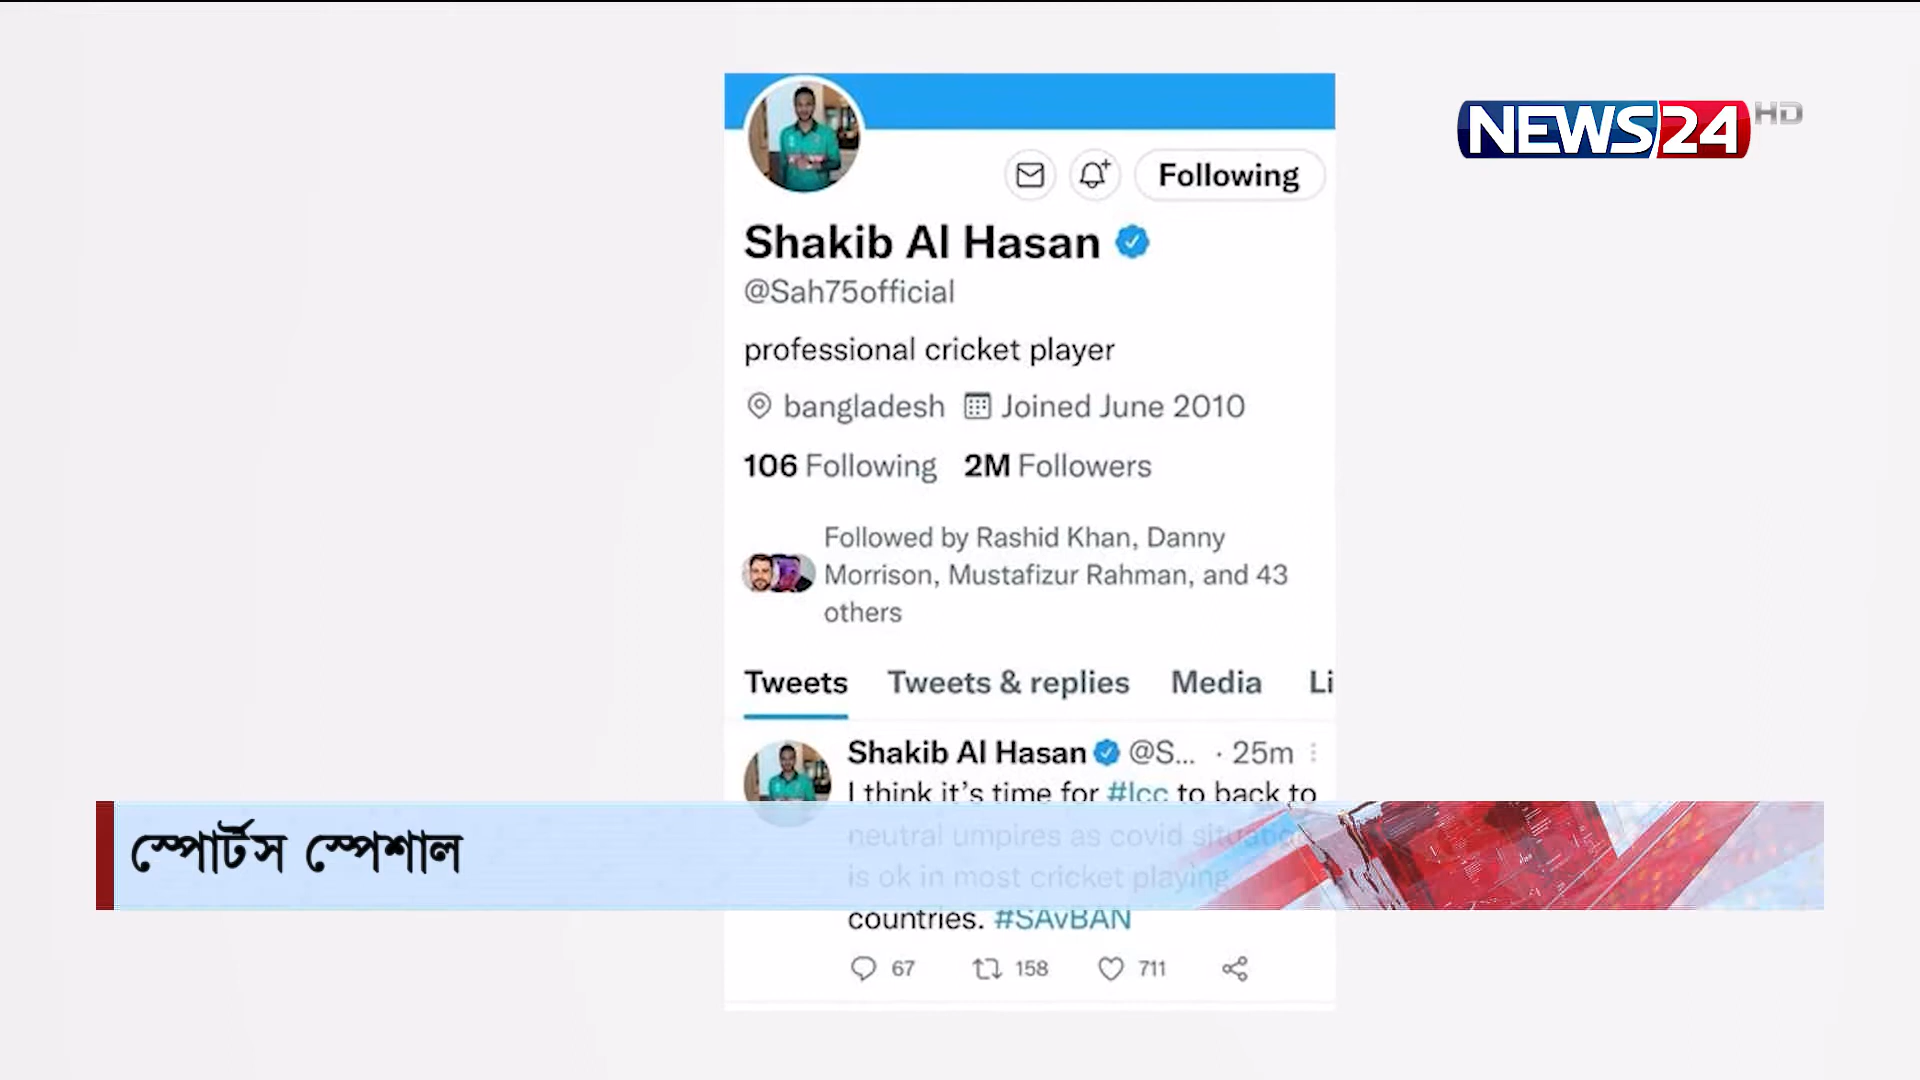 NEWS24 HD
Following
Shakib Al Hasan
@Sah75official
professional cricket player
bangladesh Joined June 2010
106 Following 2M Followers
Followed by Rashid Khan, Danny
Morrison, Mustafizur Rahman, and 43
others
Tweets Tweets & replies Media Li
Shakib Al Hasan @S... · 25m
I think it's time for #Icc to back to
neutral umpires as covid situation
is ok in most cricket playing
countries. #SAvBAN
67 158 711
স্পোর্টস স্পেশাল